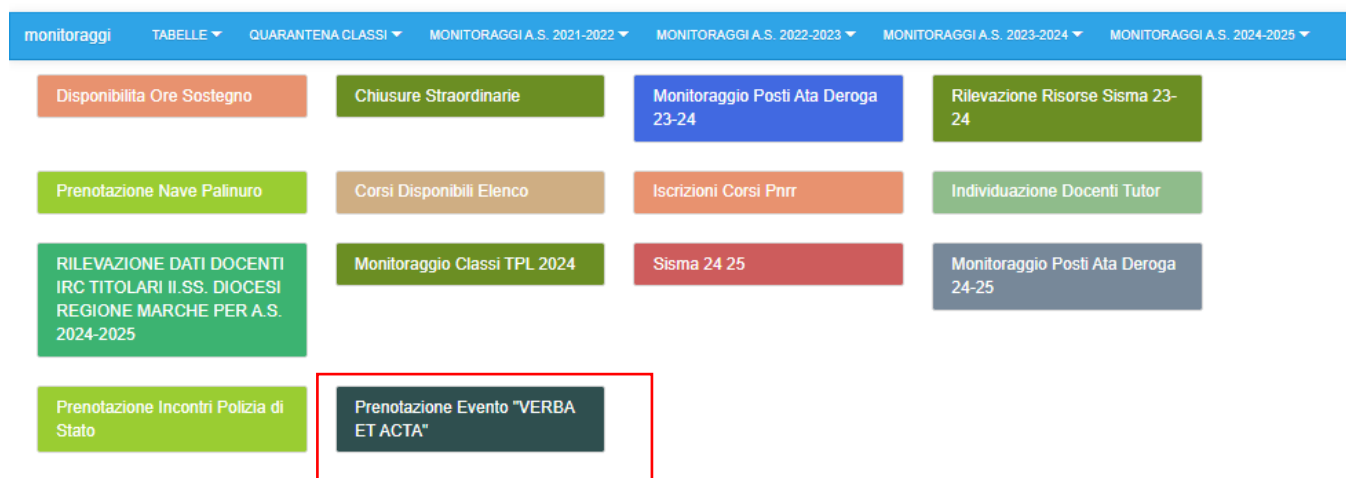 monitoraggi TABELLE QUARANTENA CLASSI MONITORAGGI A.S. 2021-2022 MONITORAGGI A.S. 2022-2023 MONITORAGGI A.S. 2023-2024 MONITORAGGI A.S. 2024-2025
Disponibilita Ore Sostegno
Chiusure Straordinarie
Monitoraggio Posti Ata Deroga
23-24
Rilevazione Risorse Sisma 23-
24
Prenotazione Nave Palinuro
Corsi Disponibili Elenco
Iscrizioni Corsi Pnrr
Individuazione Docenti Tutor
RILEVAZIONE DATI DOCENTI
IRC TITOLARI II.SS. DIOCESI
REGIONE MARCHE PER A.S.
2024-2025
Monitoraggio Classi TPL 2024
Sisma 24 25
Monitoraggio Posti Ata Deroga
24-25
Prenotazione Incontri Polizia di
Stato
Prenotazione Evento "VERBA
ET ACTA"